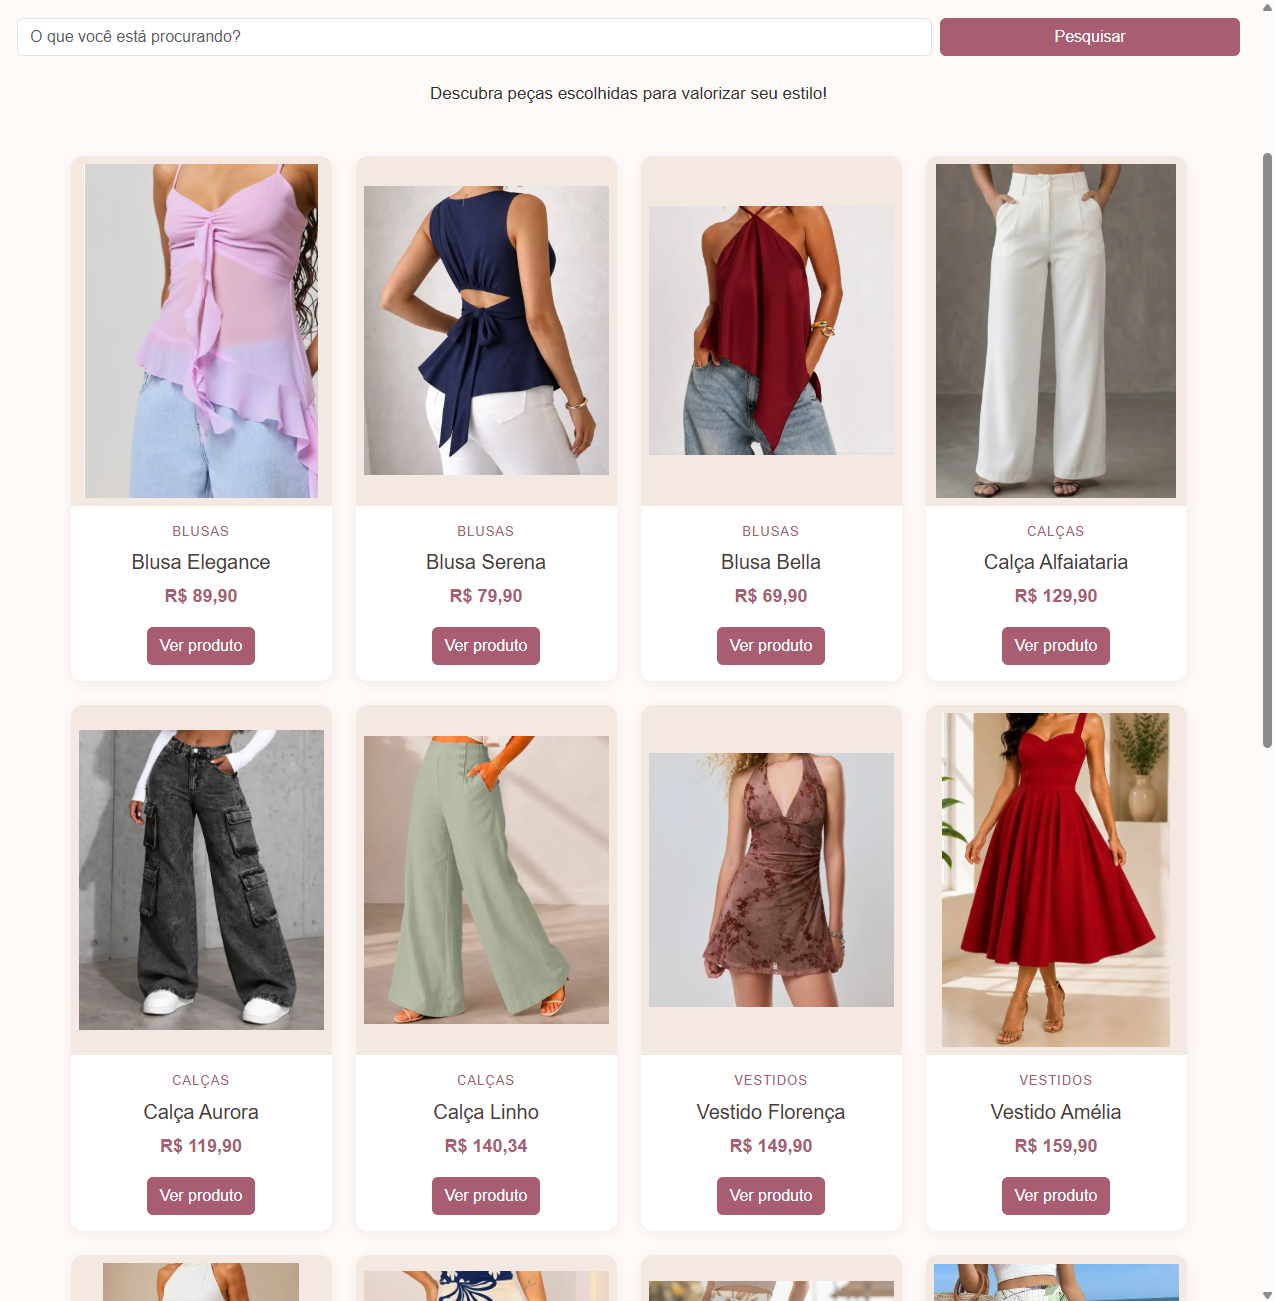 O que você está procurando?
Pesquisar
Descubra peças escolhidas para valorizar seu estilo!
BLUSAS
Blusa Elegance
R$ 89,90
Ver produto
BLUSAS
Blusa Serena
R$ 79,90
Ver produto
BLUSAS
Blusa Bella
R$ 69,90
Ver produto
CALÇAS
Calça Alfaiataria
R$ 129,90
Ver produto
CALÇAS
Calça Aurora
R$ 119,90
Ver produto
CALÇAS
Calça Linho
R$ 140,34
Ver produto
VESTIDOS
Vestido Florença
R$ 149,90
Ver produto
VESTIDOS
Vestido Amélia
R$ 159,90
Ver produto